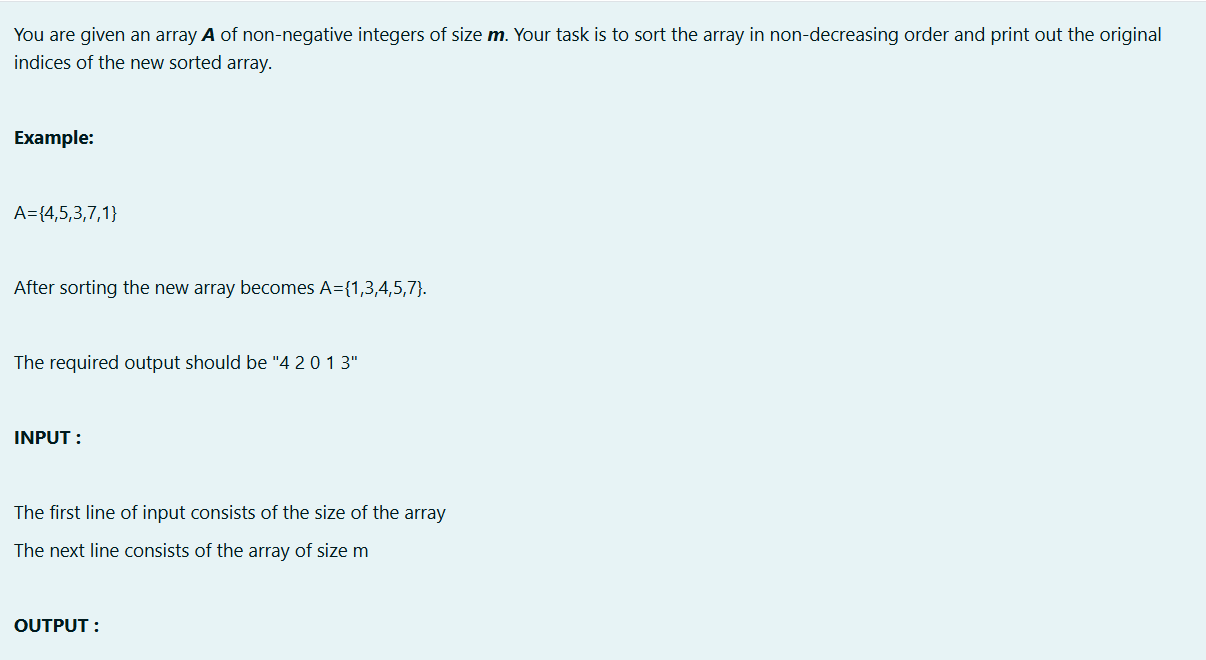 You are given an array A of non-negative integers of size m. Your task is to sort the array in non-decreasing order and print out the original
indices of the new sorted array.
Example:
A={4,5,3,7,1}
After sorting the new array becomes A={1,3,4,5,7}.
The required output should be "4 2 0 1 3"
INPUT :
The first line of input consists of the size of the array
The next line consists of the array of size m
OUTPUT :